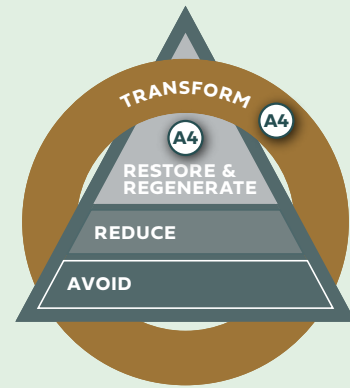 TRANSFORM
A4
A4
RESTORE &
REGENERATE
REDUCE
AVOID